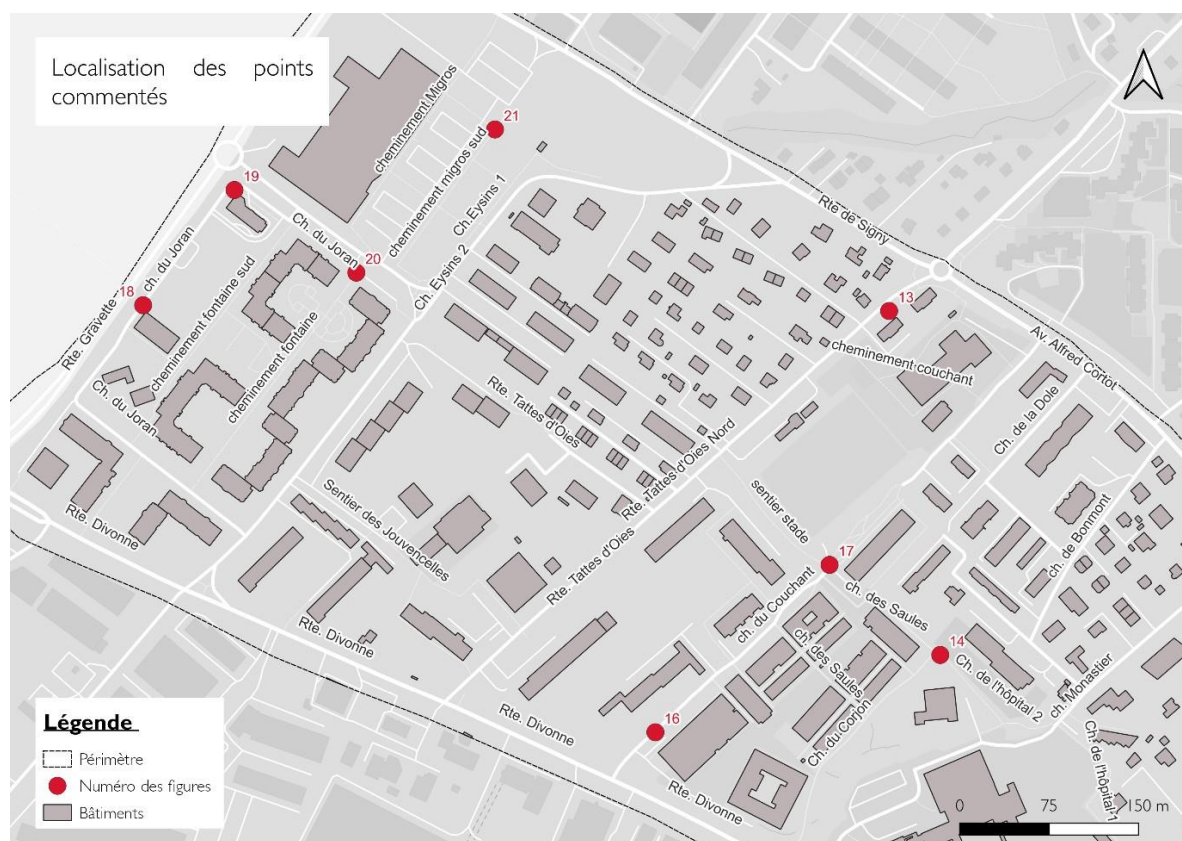 Localisation des points
commentés
cheminement Migros
21
cheminement migros sud
19
Ch. Eysins 1
Rte de Signy
Ch. du Joran
20
ch. du Joran
cheminement fontaine sud
Ch. Eysins 2
18
13
Rte. Gravette
cheminement fontaine
cheminement couchant
Av. Alfred Cortot
Ch. du Joran
Rte. Tattes d'Oies
Ch. de la Dole
Rte. Tattes d'Oies Nord
Rte. Divonne
Sentier des Jouvencelles
sentier stade
ch. de Bonmont
Rte. Tattes d'Oies
17
ch. du Couchant
ch. des Saules
Rte. Divonne
ch. des Saules
14
Ch. de l'hôpital 2
ch. Monastier
Rte. Divonne
16
Ch. du Corjon
Ch. de l'hôpital 1
Rte. Divonne
Légende
Périmètre
Numéro des figures
Bâtiments
0 75 150 m